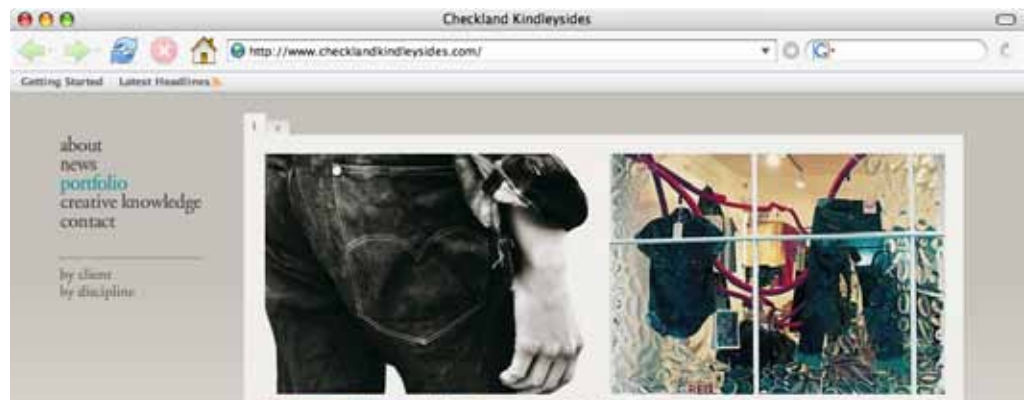 Checkland Kindleysides
http://www.checklandkindleysides.com/
Getting Started Latest Headlines
about
news
portfolio
creative knowledge
contact
by client
by discipline